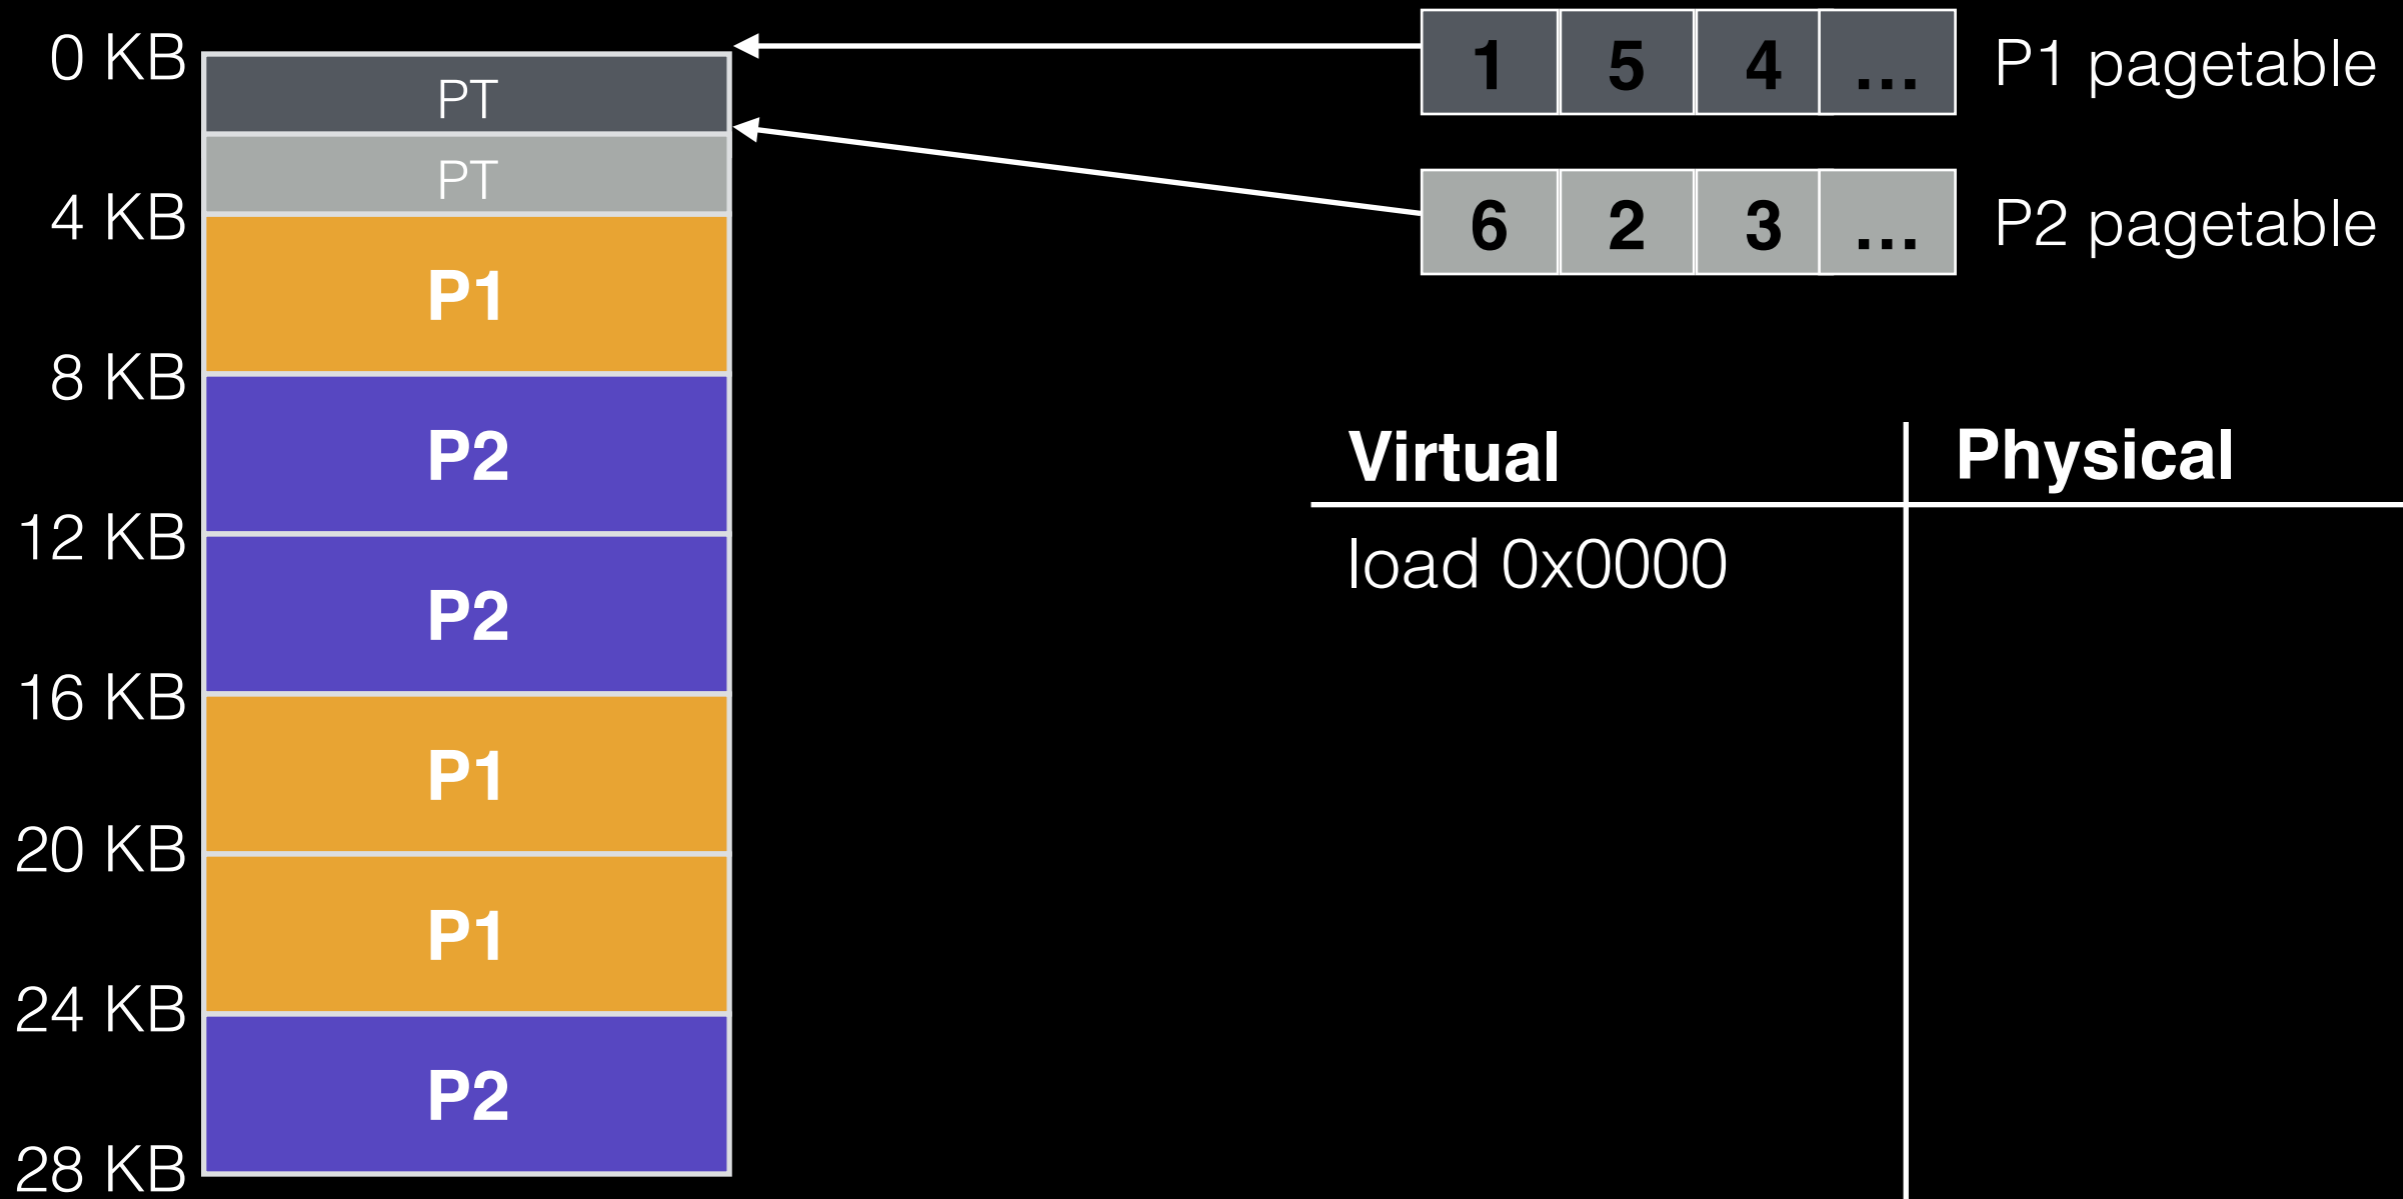 0 KB
PT
PT
4 KB
P1
8 KB
P2
12 KB
P2
16 KB
P1
20 KB
P1
24 KB
P2
28 KB
1 5 4 ... P1 pagetable
6 2 3 ... P2 pagetable
Virtual Physical
load 0x0000